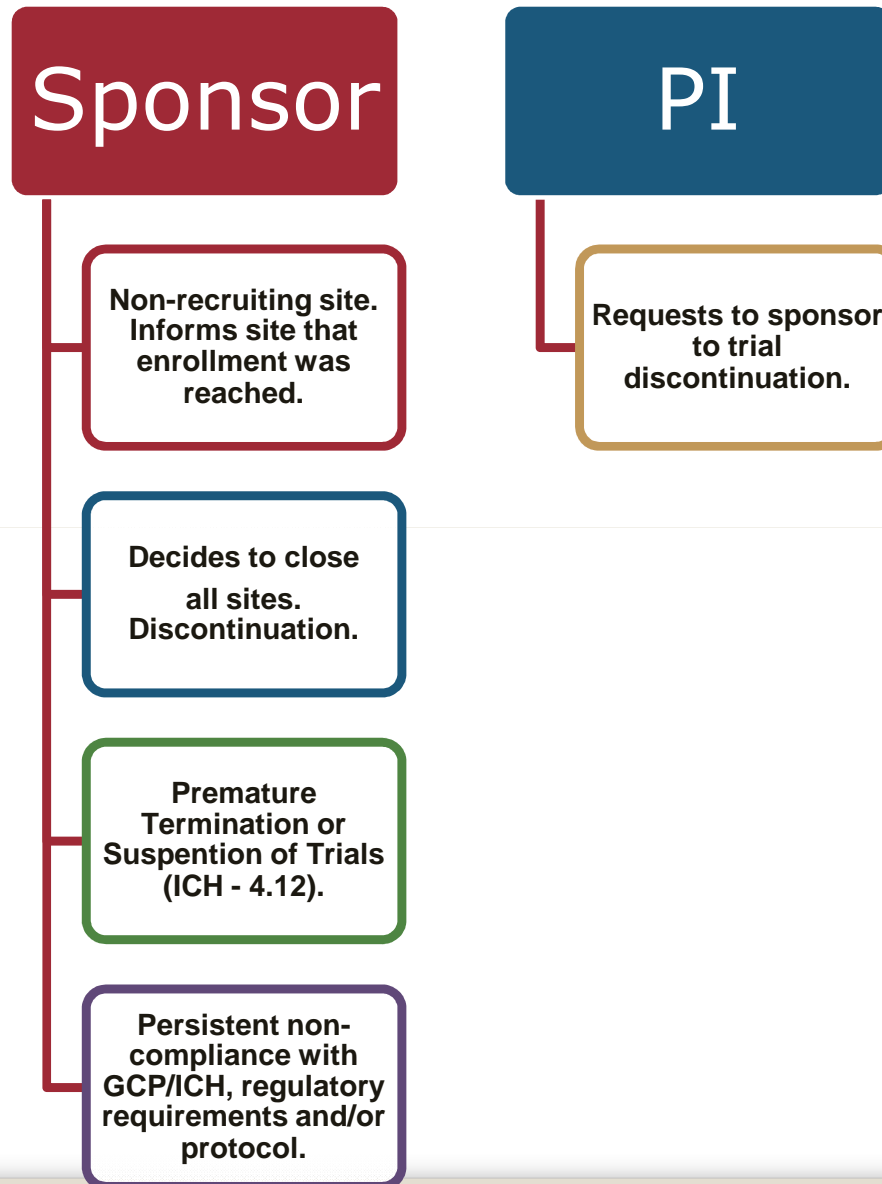 Sponsor
Non-recruiting site.
Informs site that
enrollment was
reached.
Decides to close
all sites.
Discontinuation.
Premature
Termination or
Suspention of Trials
(ICH - 4.12).
Persistent non-
compliance with
GCP/ICH, regulatory
requirements and/or
protocol.
PI
Requests to sponsor
to trial
discontinuation.